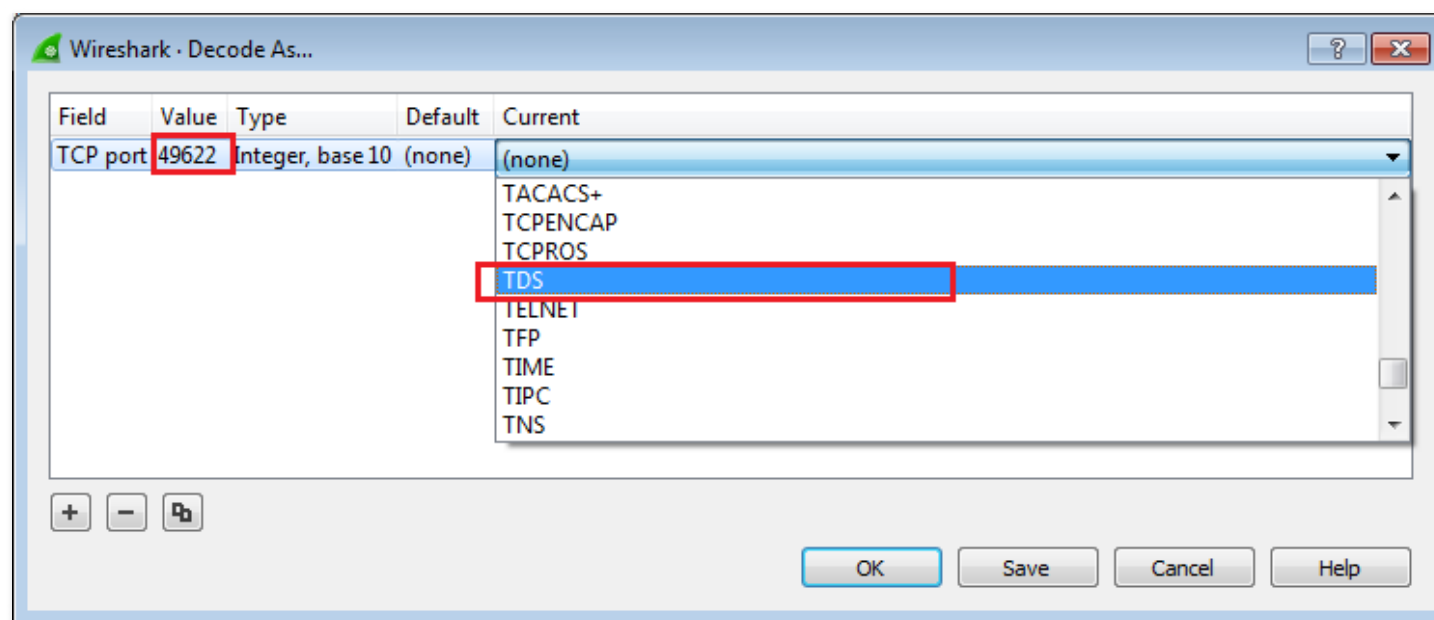 Wireshark · Decode As...
Field Value Type Default Current
TCP port 49622 Integer, base 10 (none) (none)
TACACS+
TCPENCAP
TCPROS
TDS
TELNET
TFP
TIME
TIPC
TNS
OK Save Cancel Help